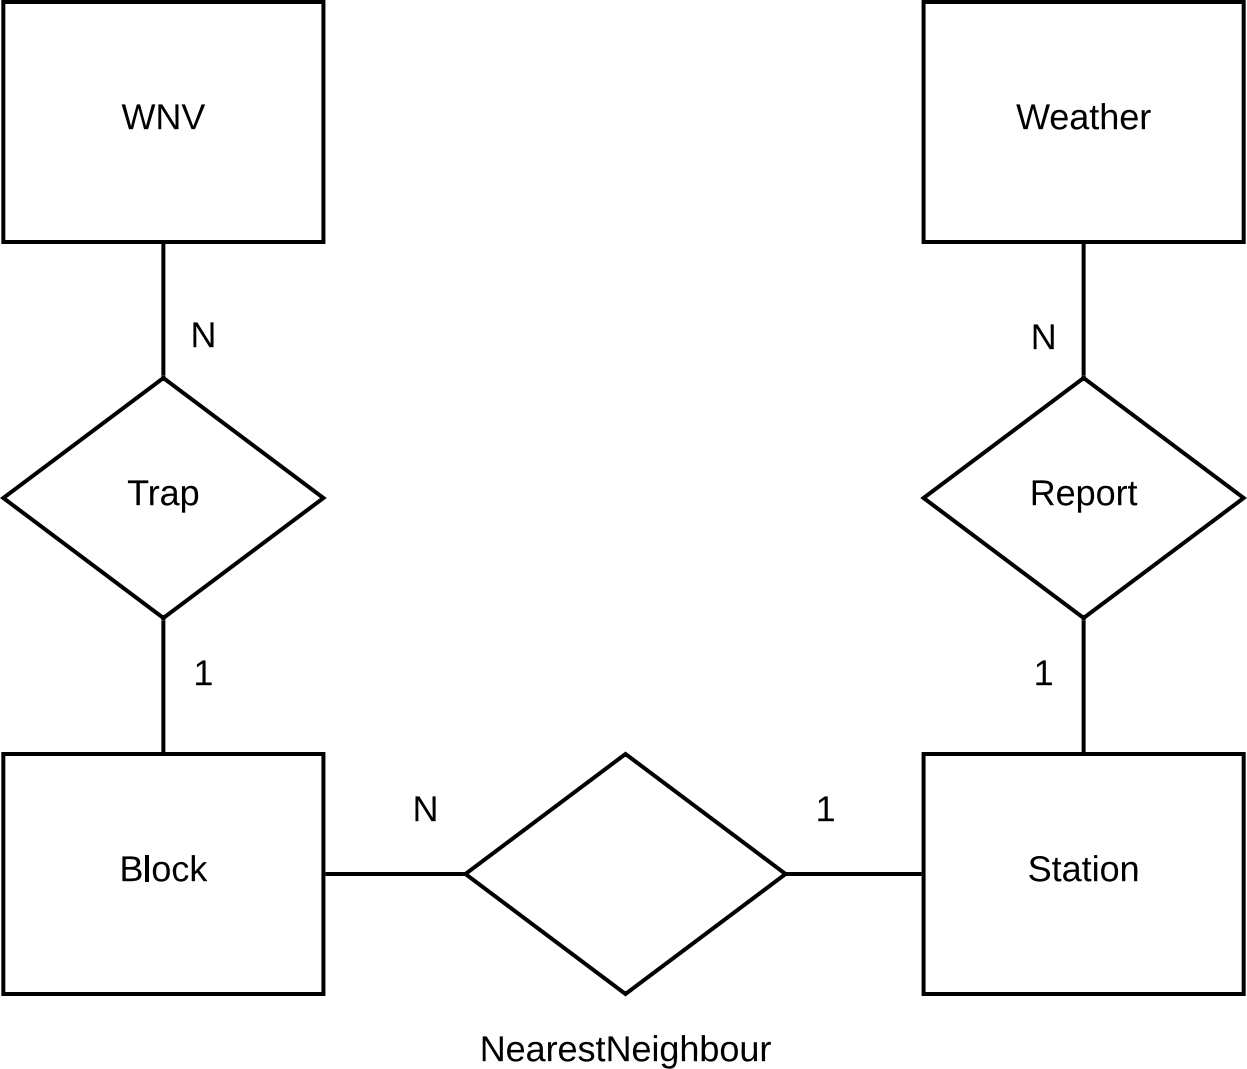 WNV
Weather
N
N
Trap
Report
1
1
N
1
Block
Station
NearestNeighbour